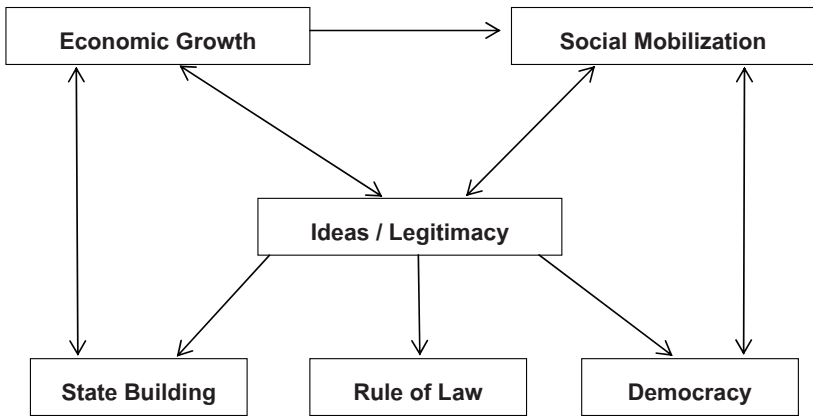 Economic Growth
Social Mobilization
Ideas / Legitimacy
State Building
Rule of Law
Democracy